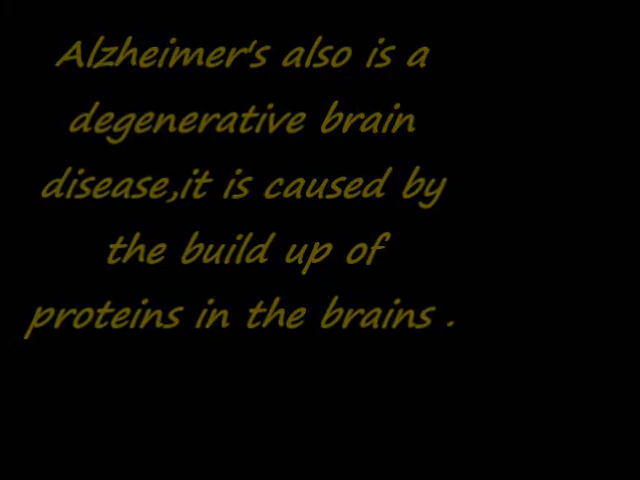 Alzheimer's also is a
degenerative brain
disease,it is caused by
the build up of
proteins in the brains .